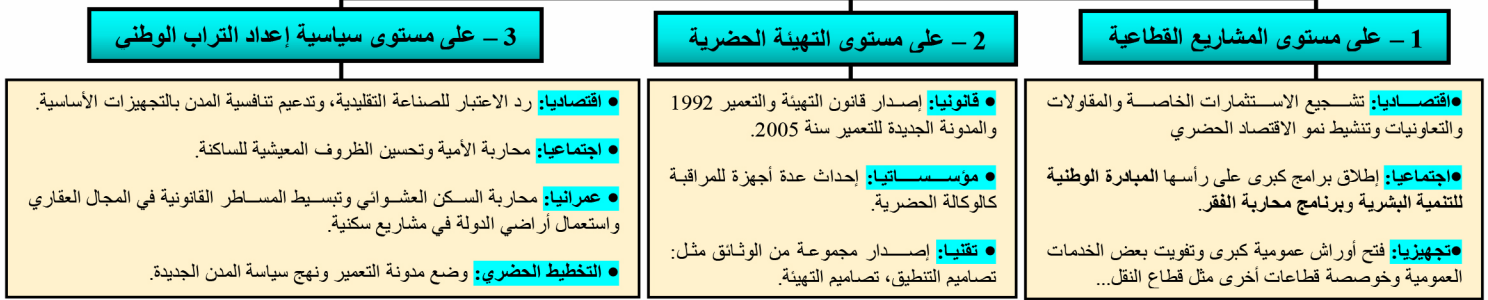 1 – على مستوى المشاريع القطاعية
●اقتصاديا: تشجيع الاستثمارات الخاصة والمقاولات
والتعاونيات وتنشيط نمو الاقتصاد الحضري
●اجتماعيا: إطلاق برامج كبرى على رأسها المبادرة الوطنية
للتنمية البشرية وبرنامج محاربة الفقر.
●تجهيزيا: فتح أوراش عمومية كبرى وتفويت بعض الخدمات
العمومية وخوصصة قطاعات أخرى مثل قطاع النقل...
2 – على مستوى التهيئة الحضرية
● قانونيا: إصدار قانون التهيئة والتعمير 1992
والمدونة الجديدة للتعمير سنة 2005.
● مؤسساتيا: إحداث عدة أجهزة للمراقبة
كالوكالة الحضرية.
● تقنيا: إصدار مجموعة من الوثائق مثل:
تصاميم التنطيق، تصاميم التهيئة.
3 – على مستوى سياسية إعداد التراب الوطنى
● اقتصاديا: رد الاعتبار للصناعة التقليدية، وتدعيم تنافسية المدن بالتجهيزات الأساسية.
● اجتماعيا: محاربة الأمية وتحسين الظروف المعيشية للساكنة.
● عمرانيا: محاربة السكن العشوائي وتبسيط المساطر القانونية في المجال العقاري
واستعمال أراضي الدولة في مشاريع سكنية.
● التخطيط الحضري: وضع مدونة التعمير ونهج سياسة المدن الجديدة.